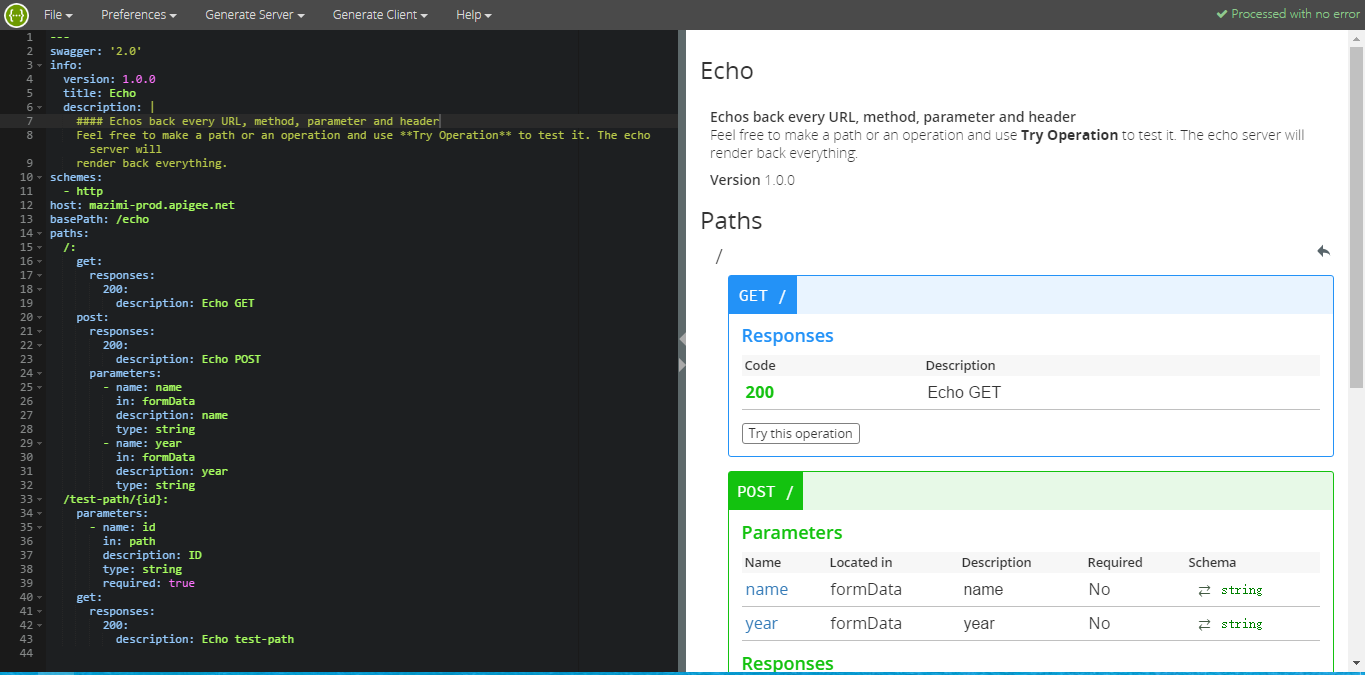 {···}
File
Preferences
Generate Server
Generate Client
Help
Processed with no error
1 ---
2 swagger: '2.0'
3 info:
4 version: 1.0.0
5 title: Echo
6 description: |
7 #### Echos back every URL, method, parameter and header
8 Feel free to make a path or an operation and use **Try Operation** to test it. The echo
server will
9 render back everything.
10 schemes:
11 - http
12 host: mazimi-prod.apigee.net
13 basePath: /echo
14 paths:
15 /:
16 get:
17 responses:
18 200:
19 description: Echo GET
20 post:
21 responses:
22 200:
23 description: Echo POST
24 parameters:
25 - name: name
26 in: formData
27 description: name
28 type: string
29 - name: year
30 in: formData
31 description: year
32 type: string
33 /test-path/{id}:
34 parameters:
35 - name: id
36 in: path
37 description: ID
38 type: string
39 required: true
40 get:
41 responses:
42 200:
43 description: Echo test-path
44
Echo
Echos back every URL, method, parameter and header
Feel free to make a path or an operation and use Try Operation to test it. The echo server will
render back everything.
Version 1.0.0
Paths
/
GET /
Responses
Code Description
200 Echo GET
Try this operation
POST /
Parameters
Name Located in Description Required Schema
name formData name No ⇄ string
year formData year No ⇄ string
Responses